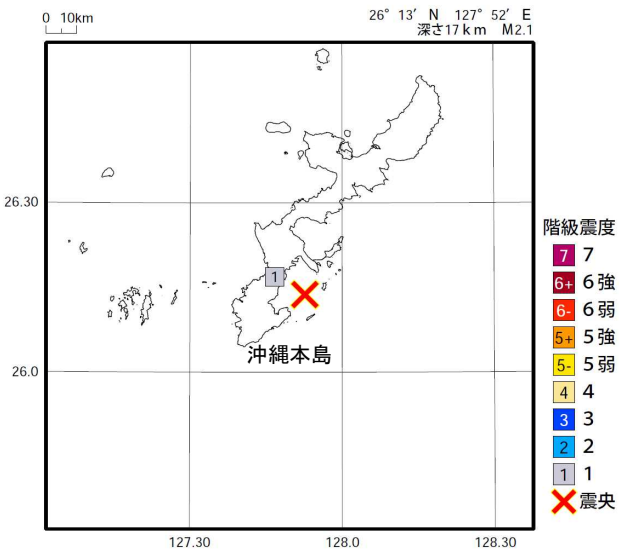 0 10km
26° 13′ N 127° 52′ E
深さ17km M2.1
26.30
1
沖縄本島
26.0
127.30 128.0 128.30
階級震度
7 7
6+ 6強
6- 6弱
5+ 5強
5- 5弱
4 4
3 3
2 2
1 1
震央